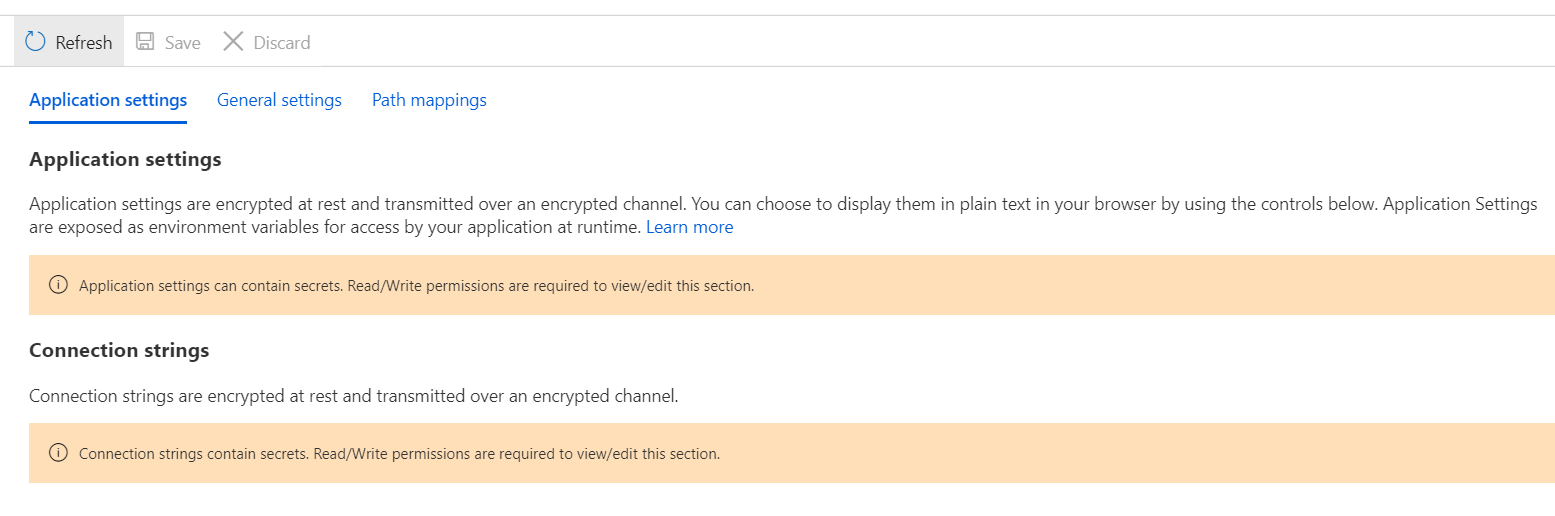 Refresh Save Discard
Application settings General settings Path mappings
Application settings
Application settings are encrypted at rest and transmitted over an encrypted channel. You can choose to display them in plain text in your browser by using the controls below. Application Settings
are exposed as environment variables for access by your application at runtime. Learn more
Application settings can contain secrets. Read/Write permissions are required to view/edit this section.
Connection strings
Connection strings are encrypted at rest and transmitted over an encrypted channel.
Connection strings contain secrets. Read/Write permissions are required to view/edit this section.